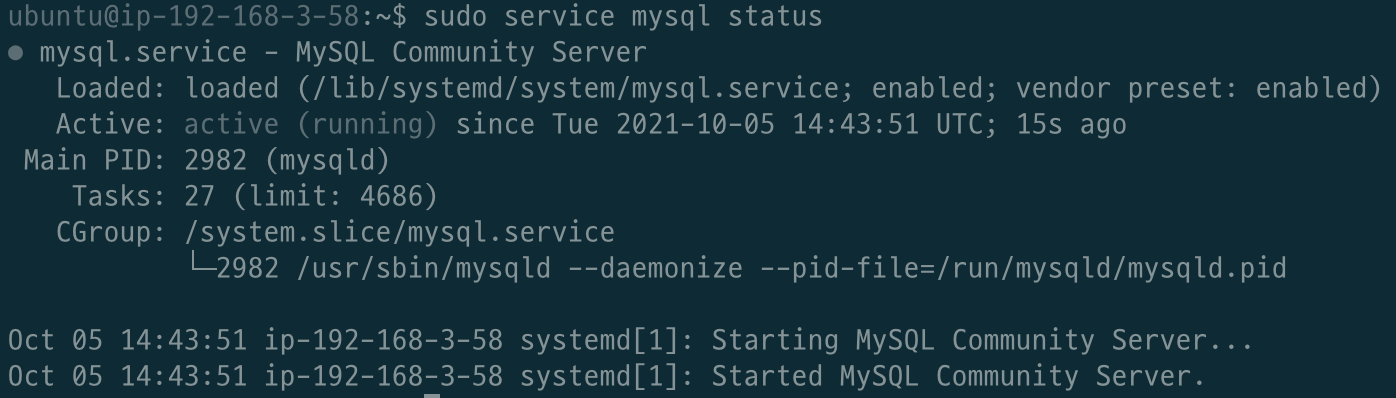 ubuntu@ip-192-168-3-58:~$ sudo service mysql status
● mysql.service - MySQL Community Server
   Loaded: loaded (/lib/systemd/system/mysql.service; enabled; vendor preset: enabled)
   Active: active (running) since Tue 2021-10-05 14:43:51 UTC; 15s ago
 Main PID: 2982 (mysqld)
    Tasks: 27 (limit: 4686)
   CGroup: /system.slice/mysql.service
           └─2982 /usr/sbin/mysqld --daemonize --pid-file=/run/mysqld/mysqld.pid

Oct 05 14:43:51 ip-192-168-3-58 systemd[1]: Starting MySQL Community Server...
Oct 05 14:43:51 ip-192-168-3-58 systemd[1]: Started MySQL Community Server.